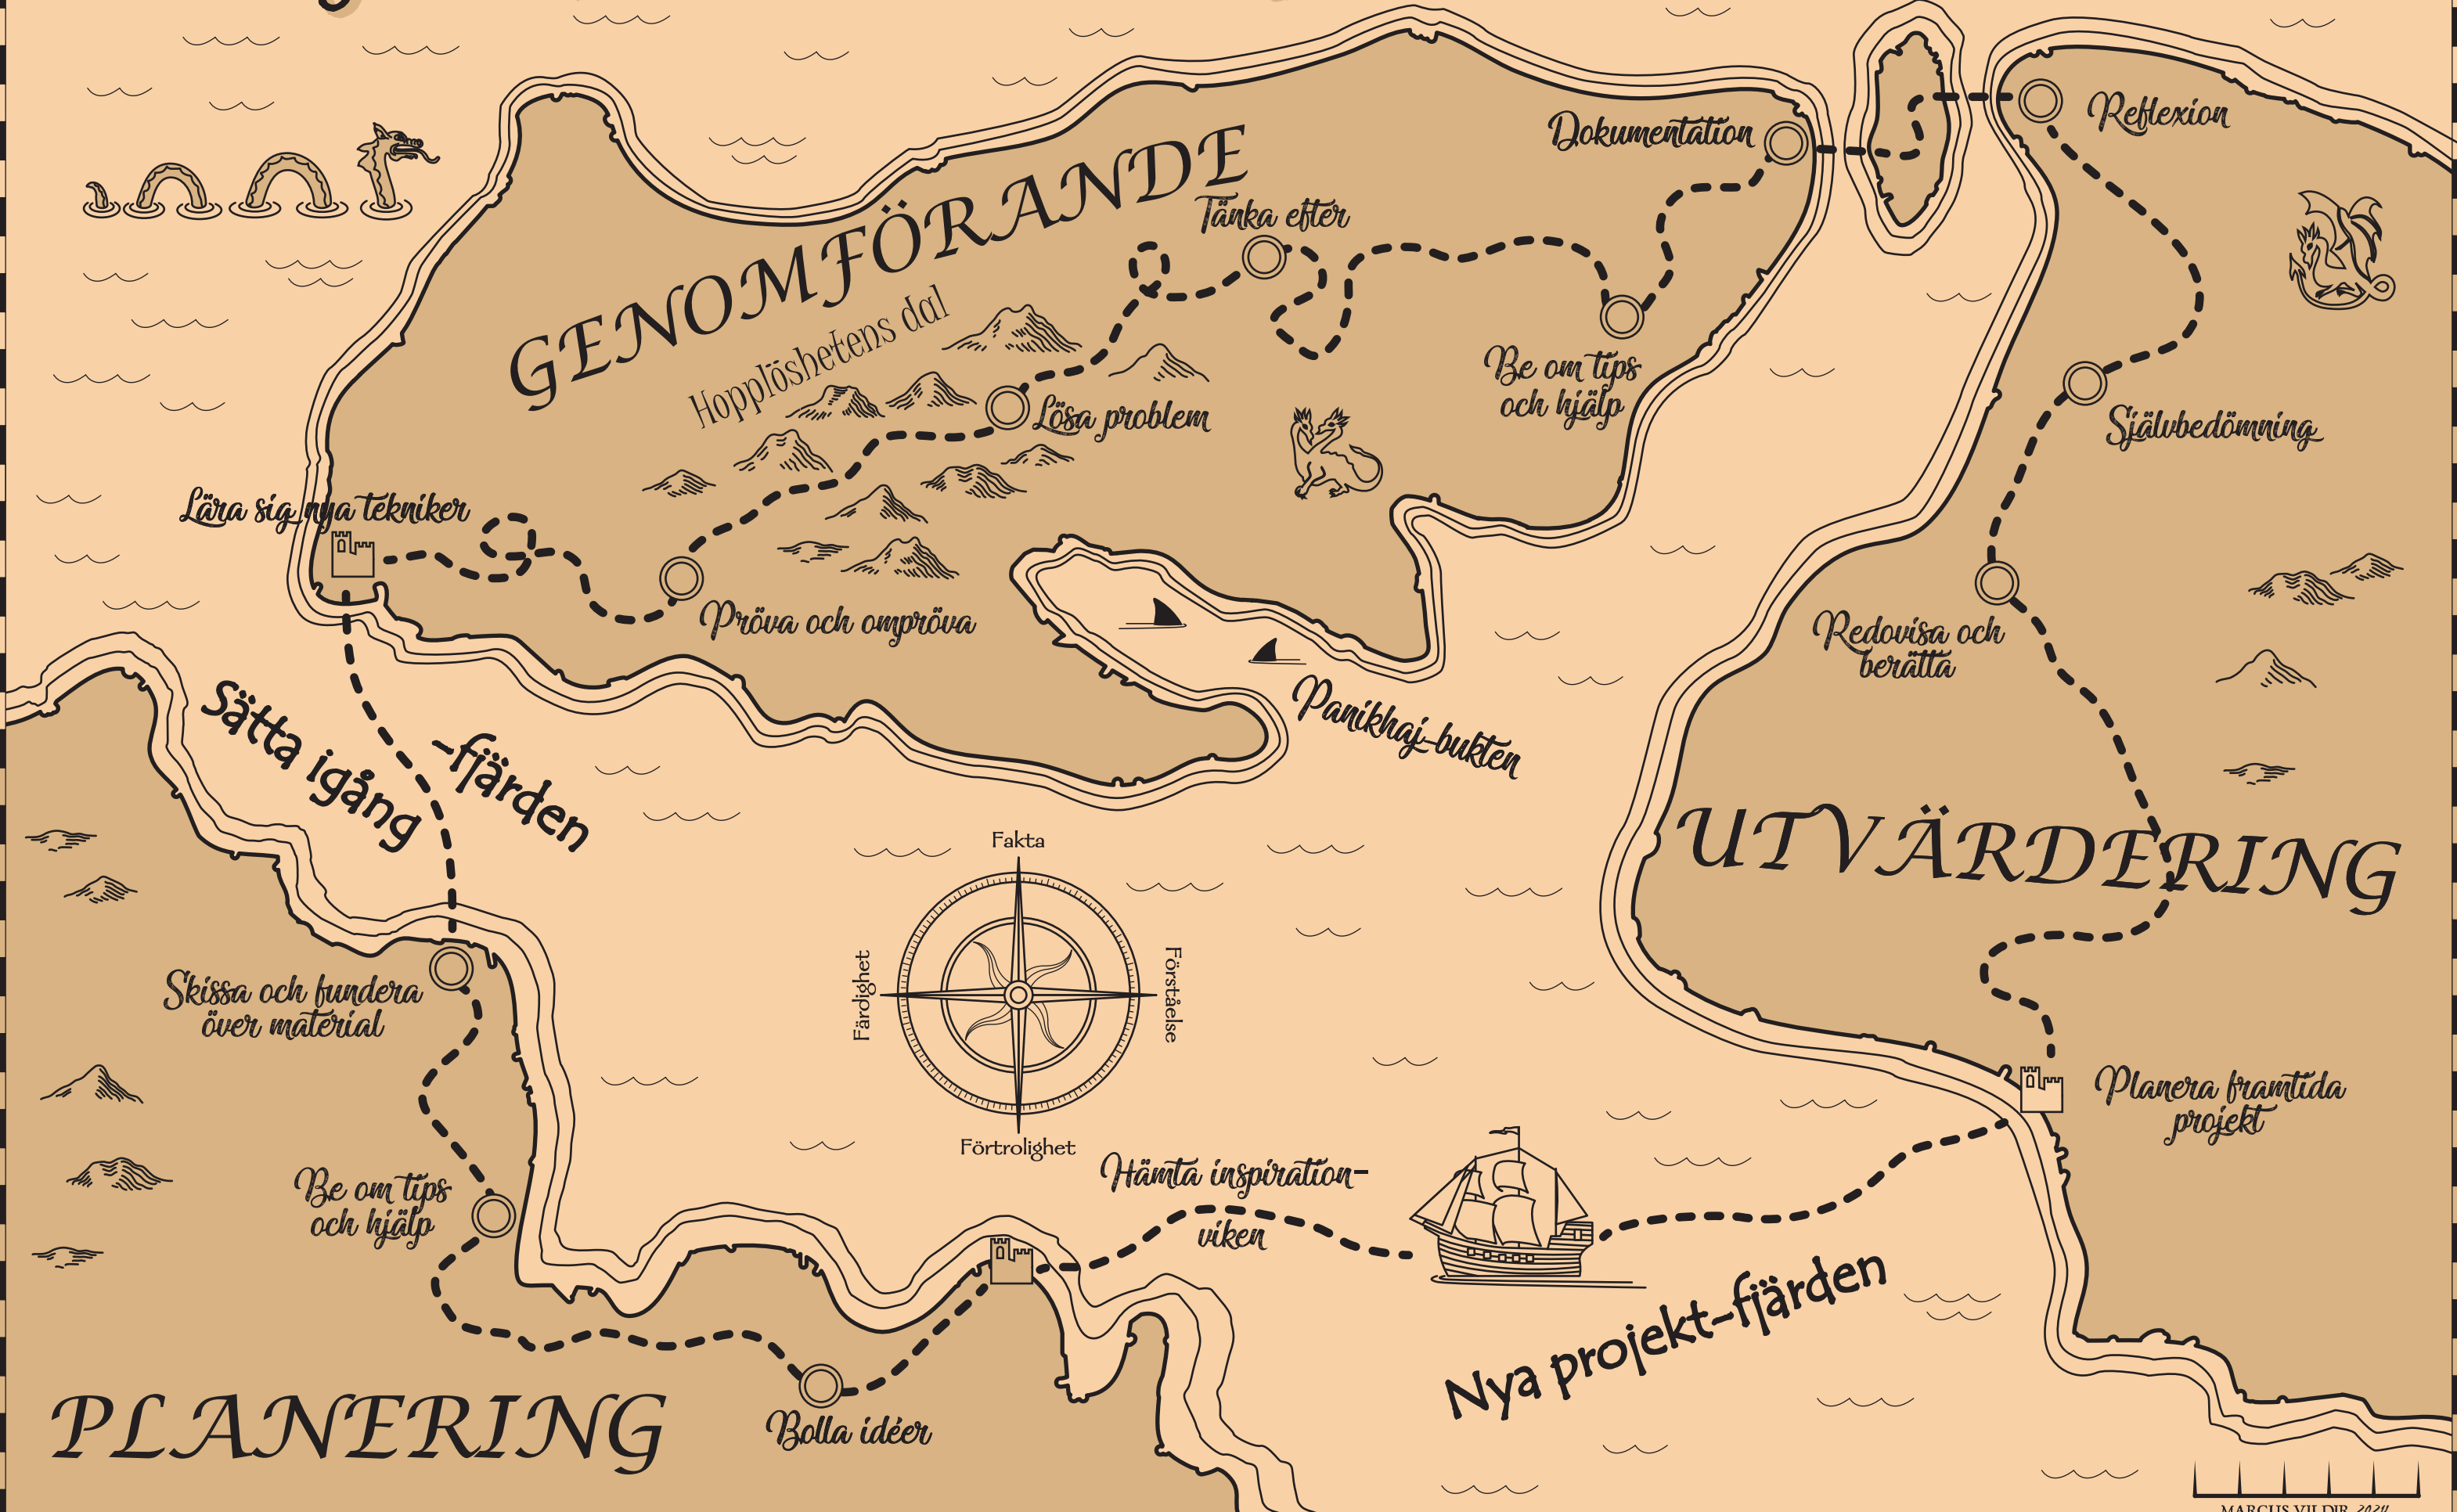 Dokumentation
Reflexion
GENOMFÖRANDE
Tänka efter
Hopplöshetens dal
Be om tips
och hjälp
Lösa problem
Självbedömning
Lära sig nya tekniker
Pröva och ompröva
Redovisa och
berätta
Panikhaj-bukten
Sätta igång
-fjärden
UTVÄRDERING
Fakta
Färdighet
Förståelse
Förtrolighet
Skissa och fundera
över material
Planera framtida
projekt
Be om tips
och hjälp
Hämta inspiration-
viken
Nya projekt-fjärden
PLANERING
Bolla idéer
MARCUS VILDIR 2024